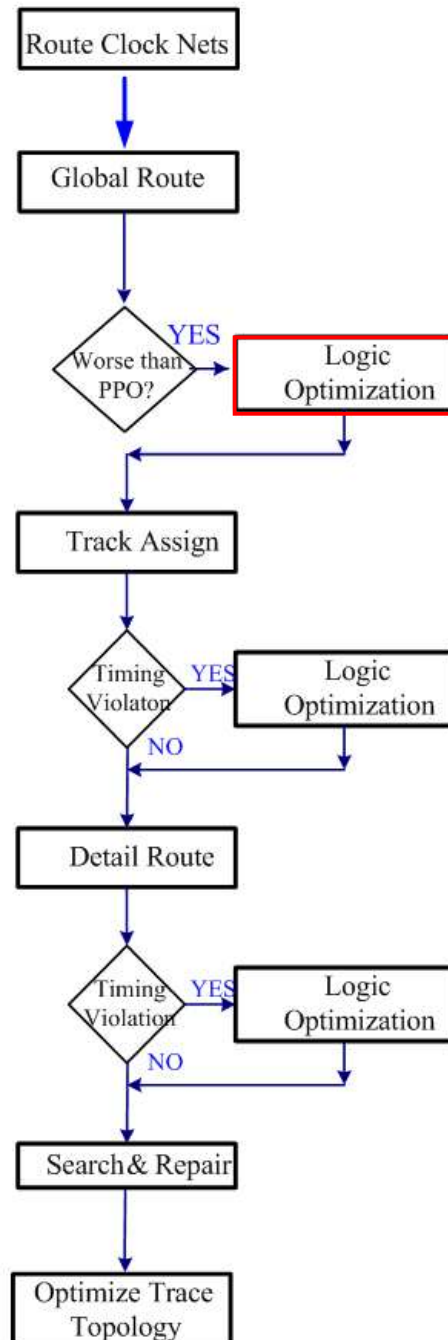 Route Clock Nets
Global Route
YES
Worse than
PPO?
Logic
Optimization
Track Assign
Timing
Violaton
YES
Logic
Optimization
NO
Detail Route
Timing
Violation
YES
Logic
Optimization
NO
Search& Repair
Optimize Trace
Topology